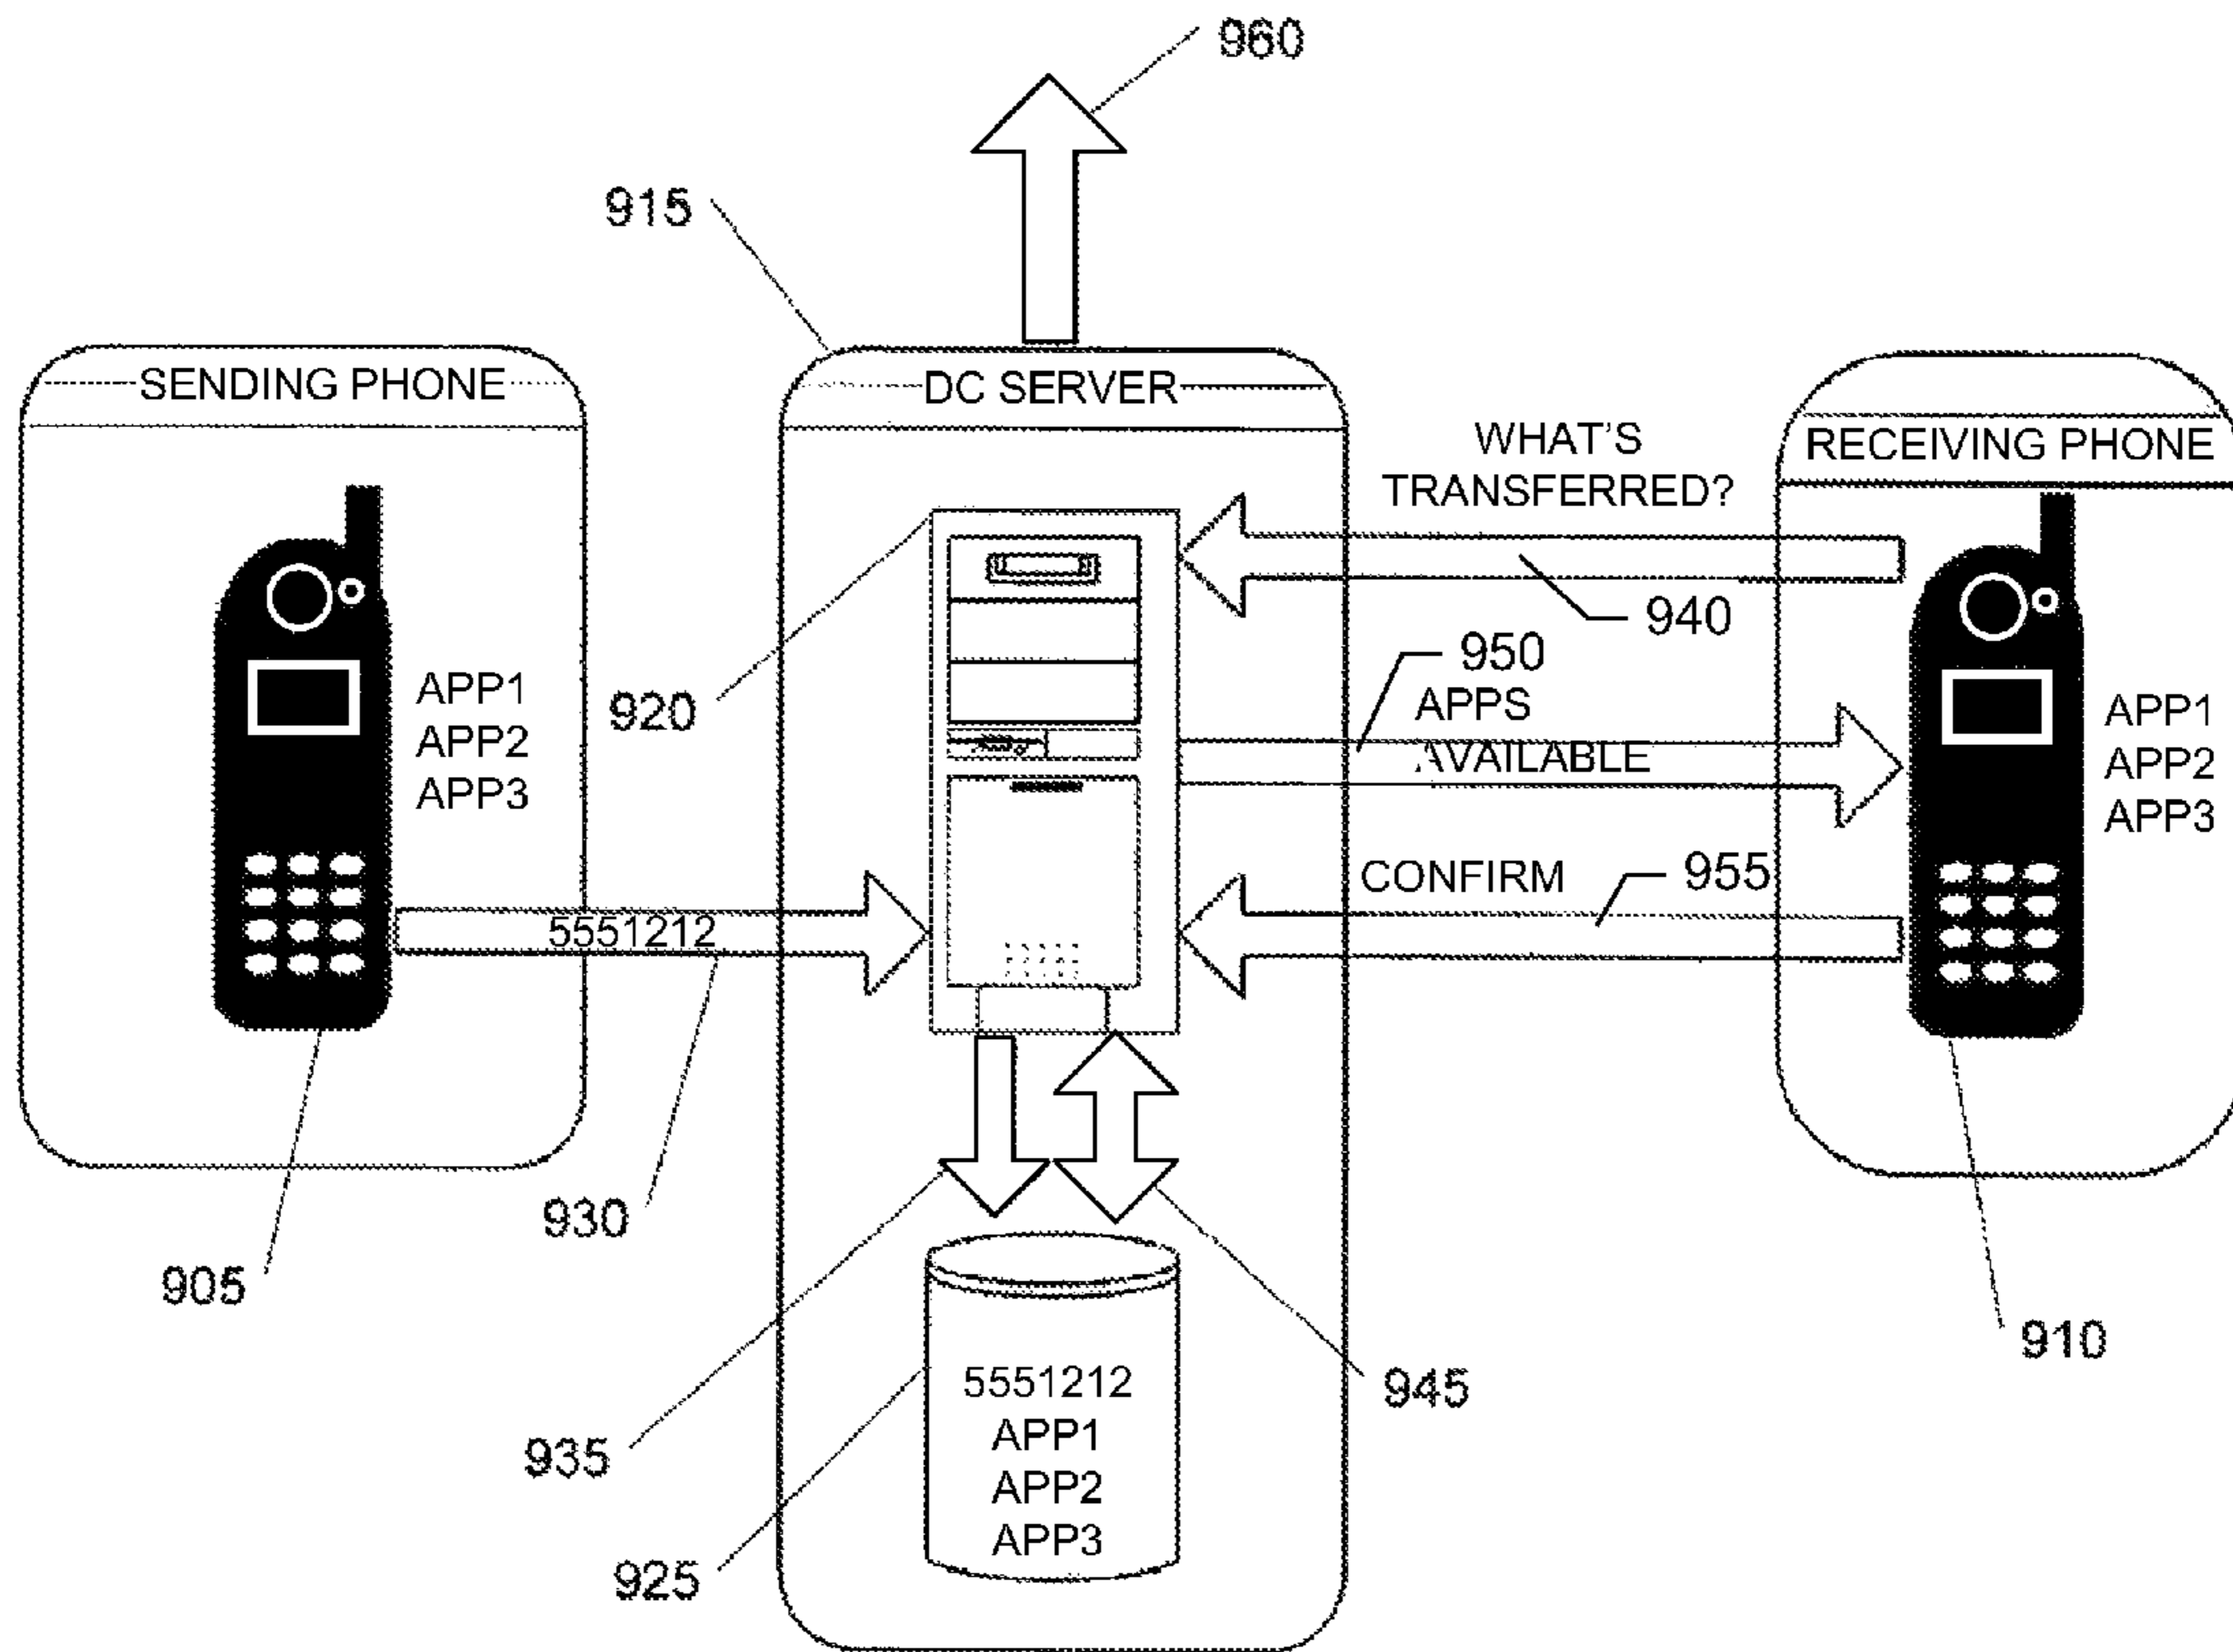 960
915
SENDING PHONE
DC SERVER
RECEIVING PHONE
WHAT'S
TRANSFERRED?
940
920
950
APPS
AVAILABLE
APP1
APP2
APP3
APP1
APP2
APP3
5551212
CONFIRM
955
930
905
910
935
945
925
5551212
APP1
APP2
APP3